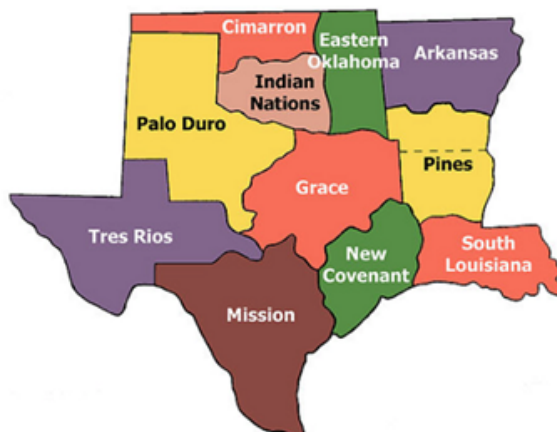 Cimarron
Eastern
Oklahoma
Arkansas
Indian
Nations
Palo Duro
Pines
Grace
Tres Rios
New
Covenant
South
Louisiana
Mission